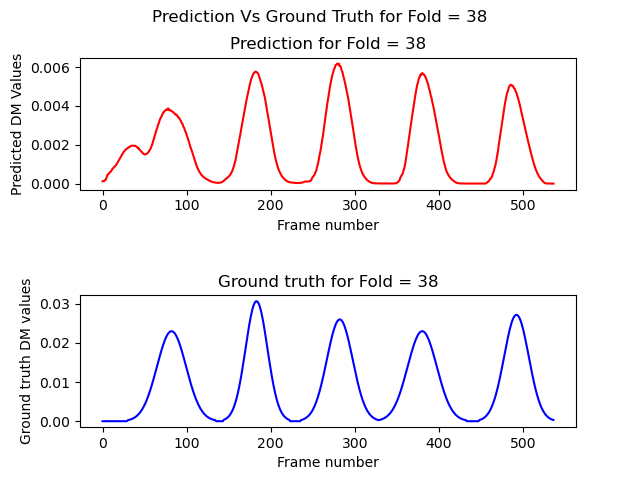 Prediction Vs Ground Truth for Fold = 38
Prediction for Fold = 38
Predicted DM Values
0.006
0.004
0.002
0.000
0 100 200 300 400 500
Frame number
Ground truth for Fold = 38
Ground truth DM values
0.03
0.02
0.01
0.00
0 100 200 300 400 500
Frame number